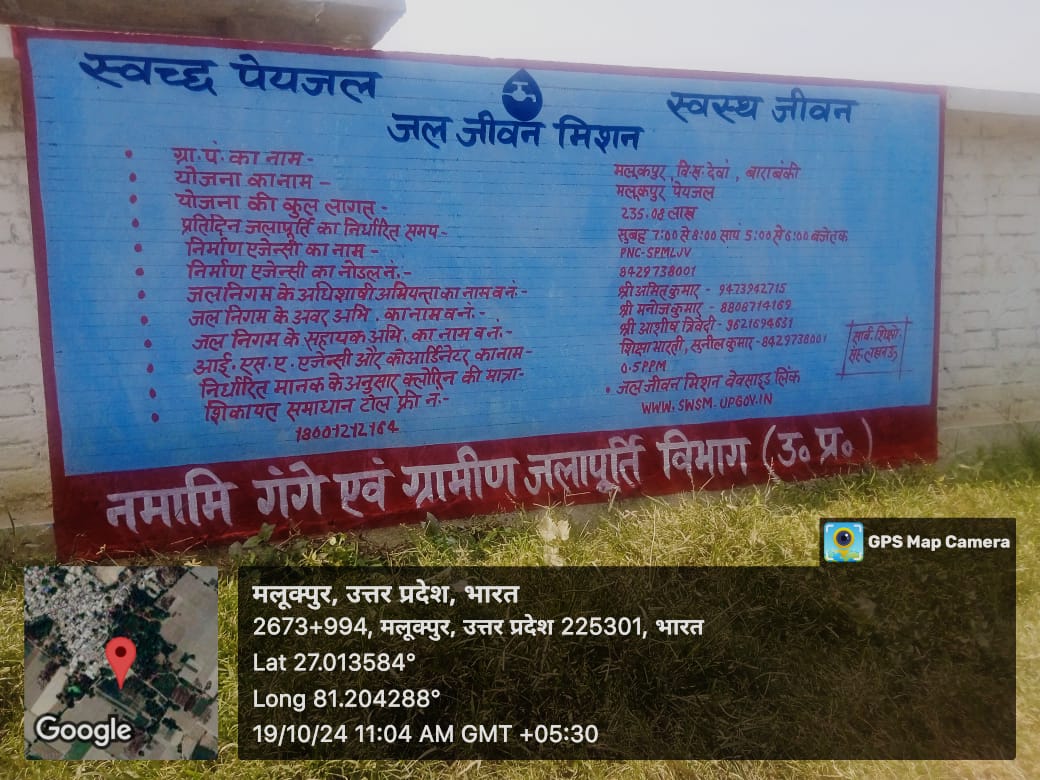 स्वच्छ पेयजल
स्वस्थ जीवन
जल जीवन मिशन
ग्रा.पं. का नाम - मलूकपुर, वि.ख. देवां, बाराबंकी
योजना का नाम - मलूकपुर पेयजल
योजना की कुल लागत - 235.08 लाख
प्रतिदिन जलापूर्ति का निर्धारित समय - सुबह 7:00 से 8:00 सायं 5:00 से 6:00 बजे तक
निर्माण एजेन्सी का नाम - PNC-SPMLJV
निर्माण एजेन्सी का नोडल नं.- 8429738001
जल निगम के अधिशाषी अभियन्ता का नाम व नं.- श्री अमित कुमार - 9473942715
जल निगम के अवर अभि. का नाम व नं.- श्री मनोज कुमार - 8808714169
जल निगम के सहायक अभि. का नाम व नं.- श्री आशीष त्रिवेदी - 9621694631
आई.एस.ए. एजेन्सी और कोआर्डिनेटर का नाम- शिक्षा भारती, सुनील कुमार - 8429738001
निर्धारित मानक के अनुसार क्लोरिन की मात्रा- 0.5PPM
शिकायत समाधान टोल फ्री नं.- 18001212164
जल जीवन मिशन वेबसाइड लिंक
WWW.SWSM.UPGOV.IN
नमामि गंगे एवं ग्रामीण जलापूर्ति विभाग (उ॰ प्र॰)
GPS Map Camera
मलूकपुर, उत्तर प्रदेश, भारत
2673+994, मलूकपुर, उत्तर प्रदेश 225301, भारत
Lat 27.013584°
Long 81.204288°
19/10/24 11:04 AM GMT +05:30
Google